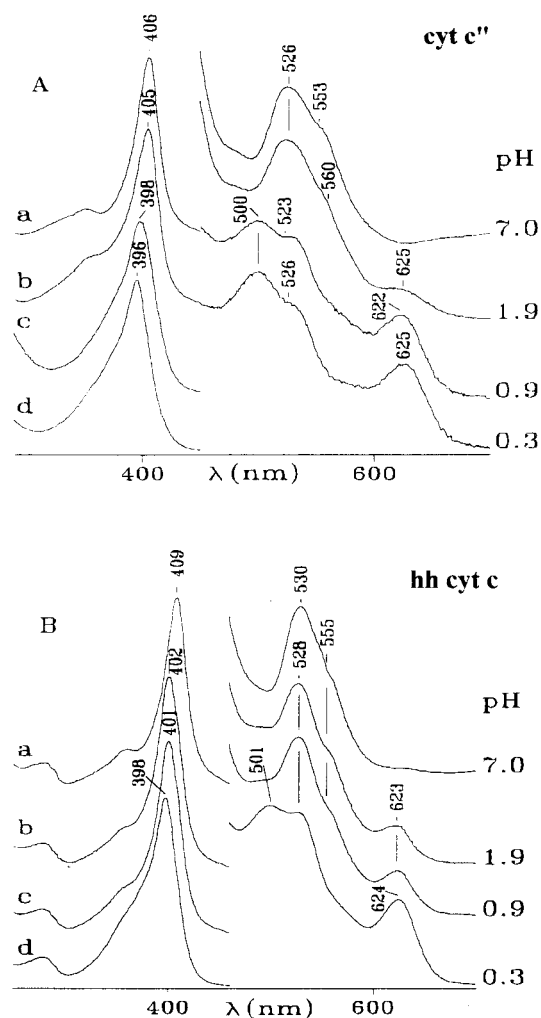 cyt c"
406
526
A
553
405
pH
560
398
500
523
a
7.0
396
625
526
b
622
1.9
625
c
0.9
d
0.3
400
λ (nm)
600
hh cyt c
409
530
B
402
555
528
pH
401
501
398
a
7.0
623
b
1.9
624
c
0.9
d
0.3
400
λ (nm)
600